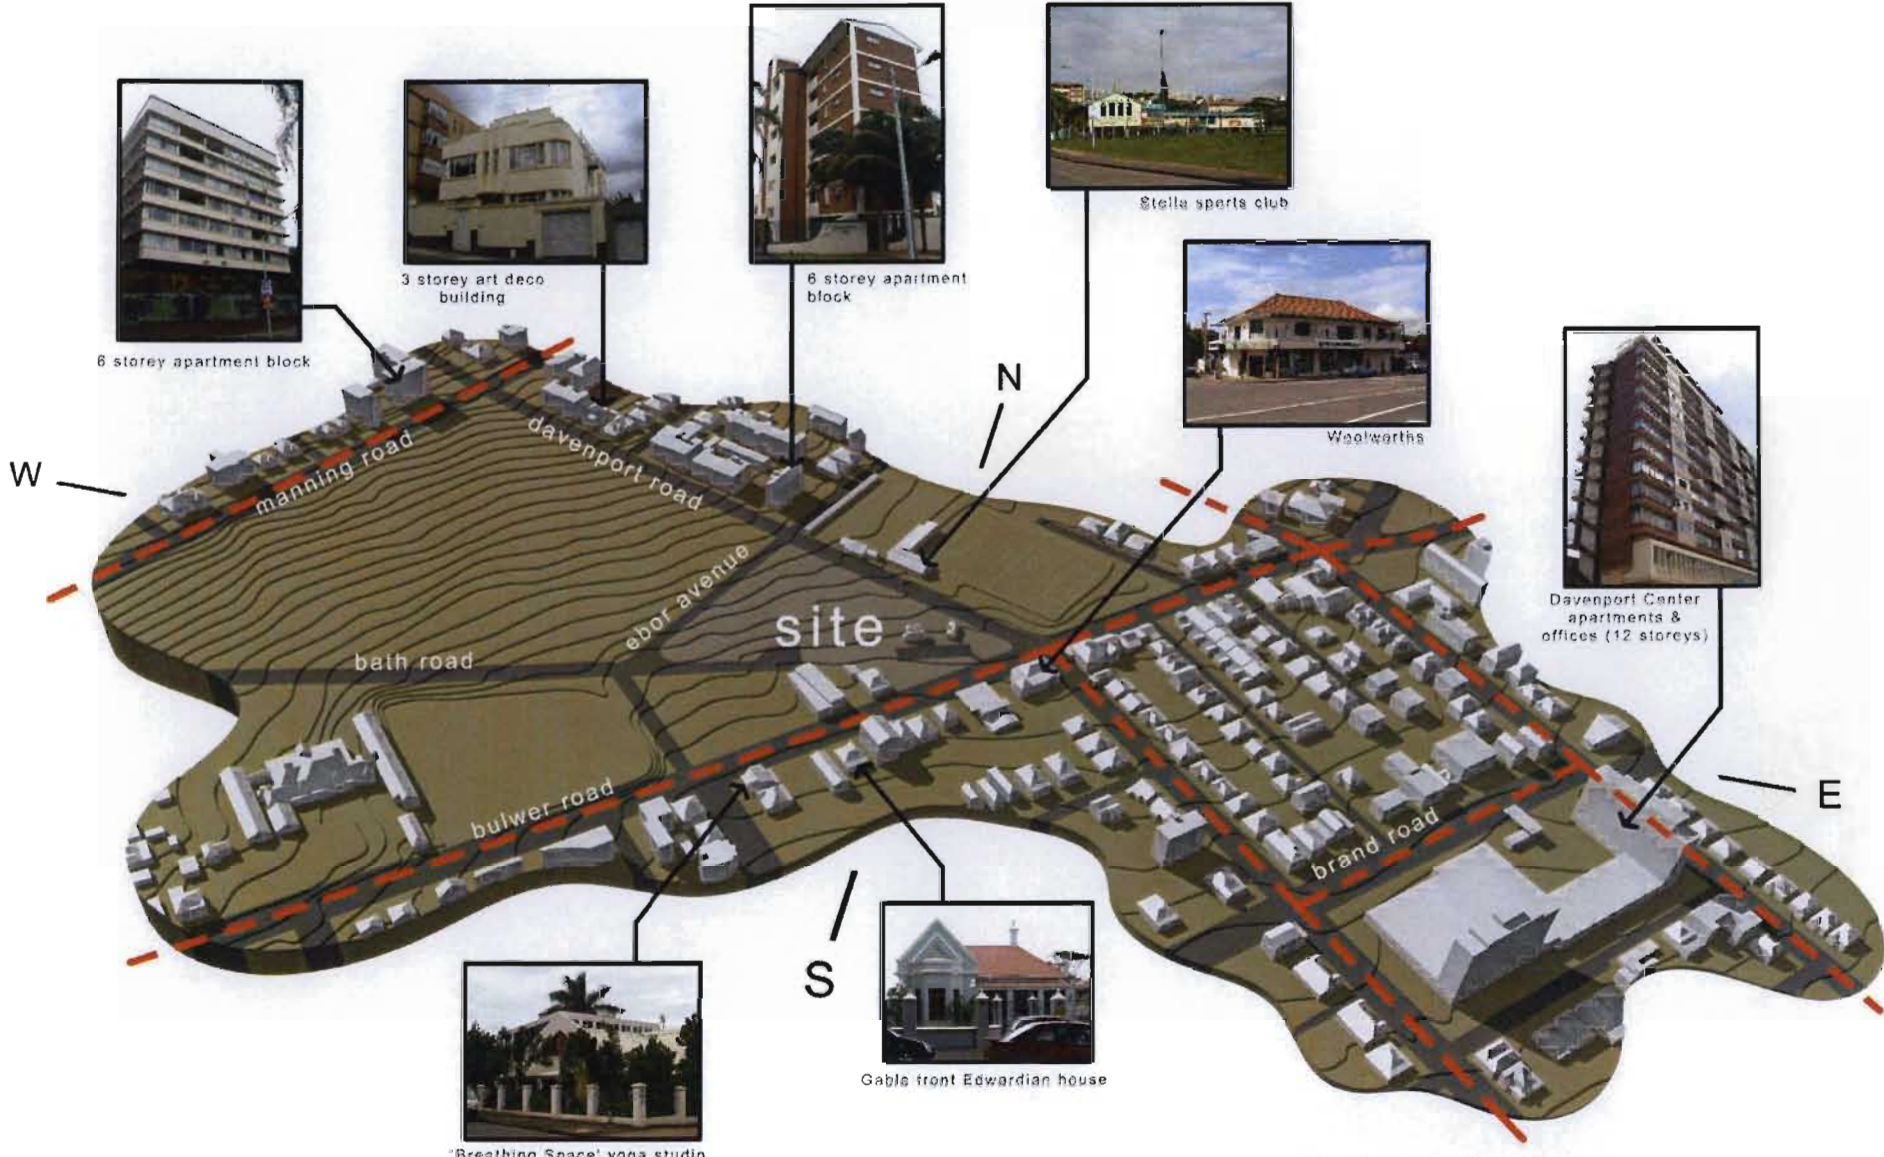 Stella sports club
3 storey art deco
building
6 storey apartment
block
6 storey apartment block
N
Woolworths
W
manning road
davenport road
Davenport Center
apartments &
offices (12 storeys)
ebor avenue
site
bath road
E
bulwer road
brand road
S
Gable front Edwardian house
'Breathing Space' yoga studio